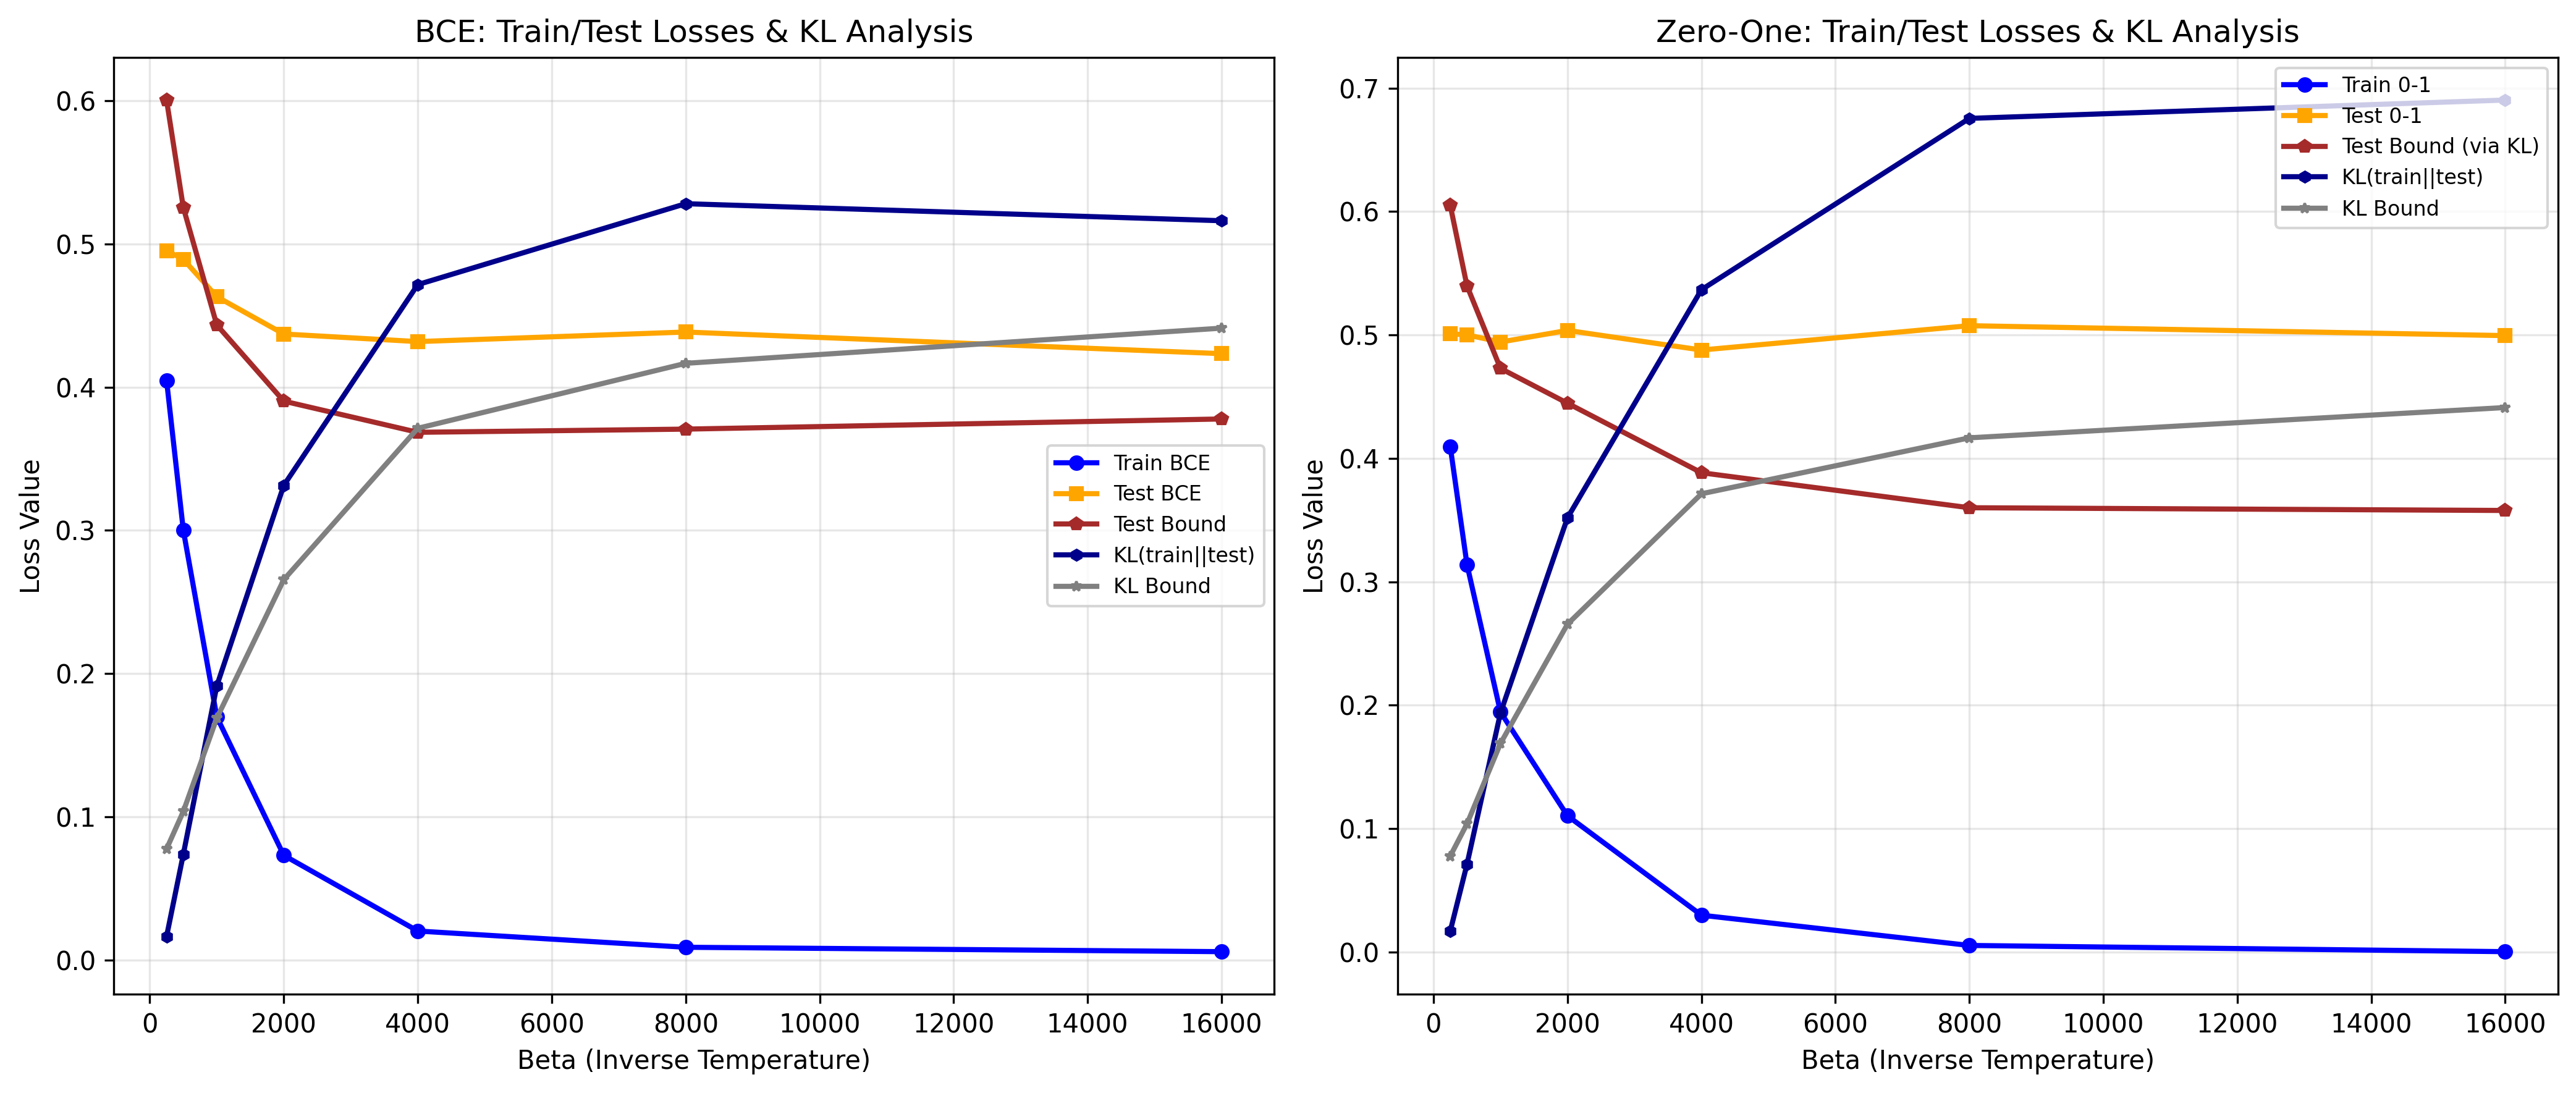 BCE: Train/Test Losses & KL Analysis
Loss Value
0.6
0.5
0.4
0.3
0.2
0.1
0.0
Train BCE
Test BCE
Test Bound
KL(train||test)
KL Bound
0 2000 4000 6000 8000 10000 12000 14000 16000
Beta (Inverse Temperature)
Zero-One: Train/Test Losses & KL Analysis
Loss Value
0.7
0.6
0.5
0.4
0.3
0.2
0.1
0.0
Train 0-1
Test 0-1
Test Bound (via KL)
KL(train||test)
KL Bound
0 2000 4000 6000 8000 10000 12000 14000 16000
Beta (Inverse Temperature)